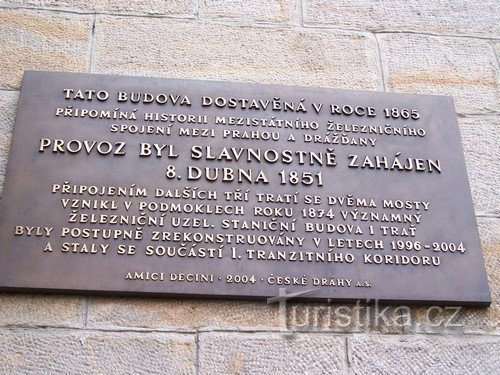 TATO BUDOVA DOSTAVĚNÁ V ROCE 1865
PŘIPOMÍNÁ HISTORII MEZISTÁTNÍHO ŽELEZNIČNÍHO
SPOJENÍ MEZI PRAHOU A DRÁŽĎANY
PROVOZ BYL SLAVNOSTNĚ ZAHÁJEN
8. DUBNA 1851
PŘIPOJENÍM DALŠÍCH TŘÍ TRATÍ SE DVĚMA MOSTY
VZNIKL V PODMOKLECH ROKU 1874 VÝZNAMNÝ
ŽELEZNIČNÍ UZEL. STANIČNÍ BUDOVA I TRAŤ
BYLY POSTUPNĚ ZREKONSTRUOVÁNY V LETECH 1996-2004
A STALY SE SOUČÁSTÍ I. TRANZITNÍHO KORIDORU
AMICI DECINI · 2004 · ČESKÉ DRÁHY A.S.
Turistika.cz